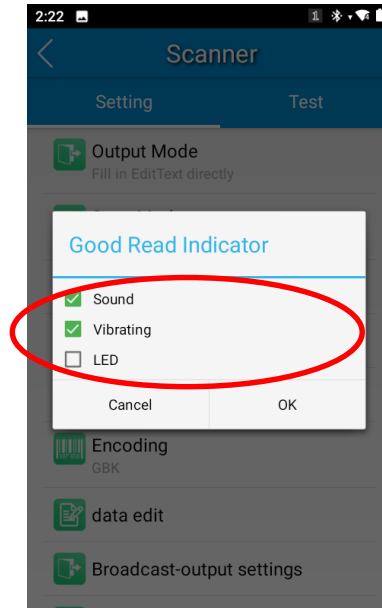 2:22
1
Scanner
Setting
Test
Output Mode
Fill in EditText directly
Good Read Indicator
Sound
Vibrating
LED
Cancel
OK
Encoding
GBK
data edit
Broadcast-output settings